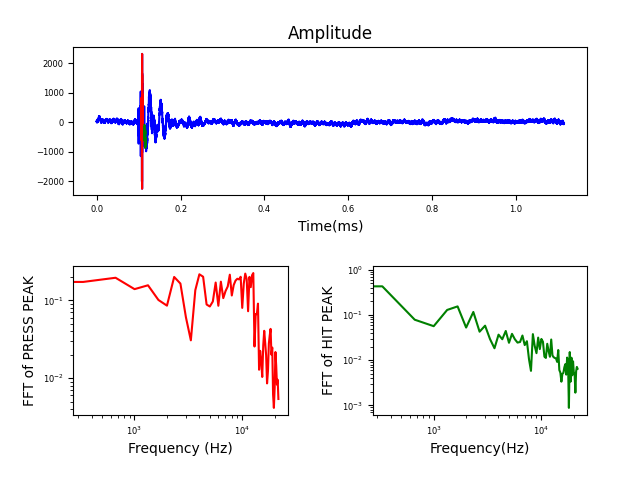 Amplitude
2000
1000
0
−1000
−2000
0.0 0.2 0.4 0.6 0.8 1.0
Time(ms)
FFT of PRESS PEAK
10⁻¹
10⁻²
10³ 10⁴
Frequency (Hz)
FFT of HIT PEAK
10⁰
10⁻¹
10⁻²
10⁻³
10³ 10⁴
Frequency(Hz)